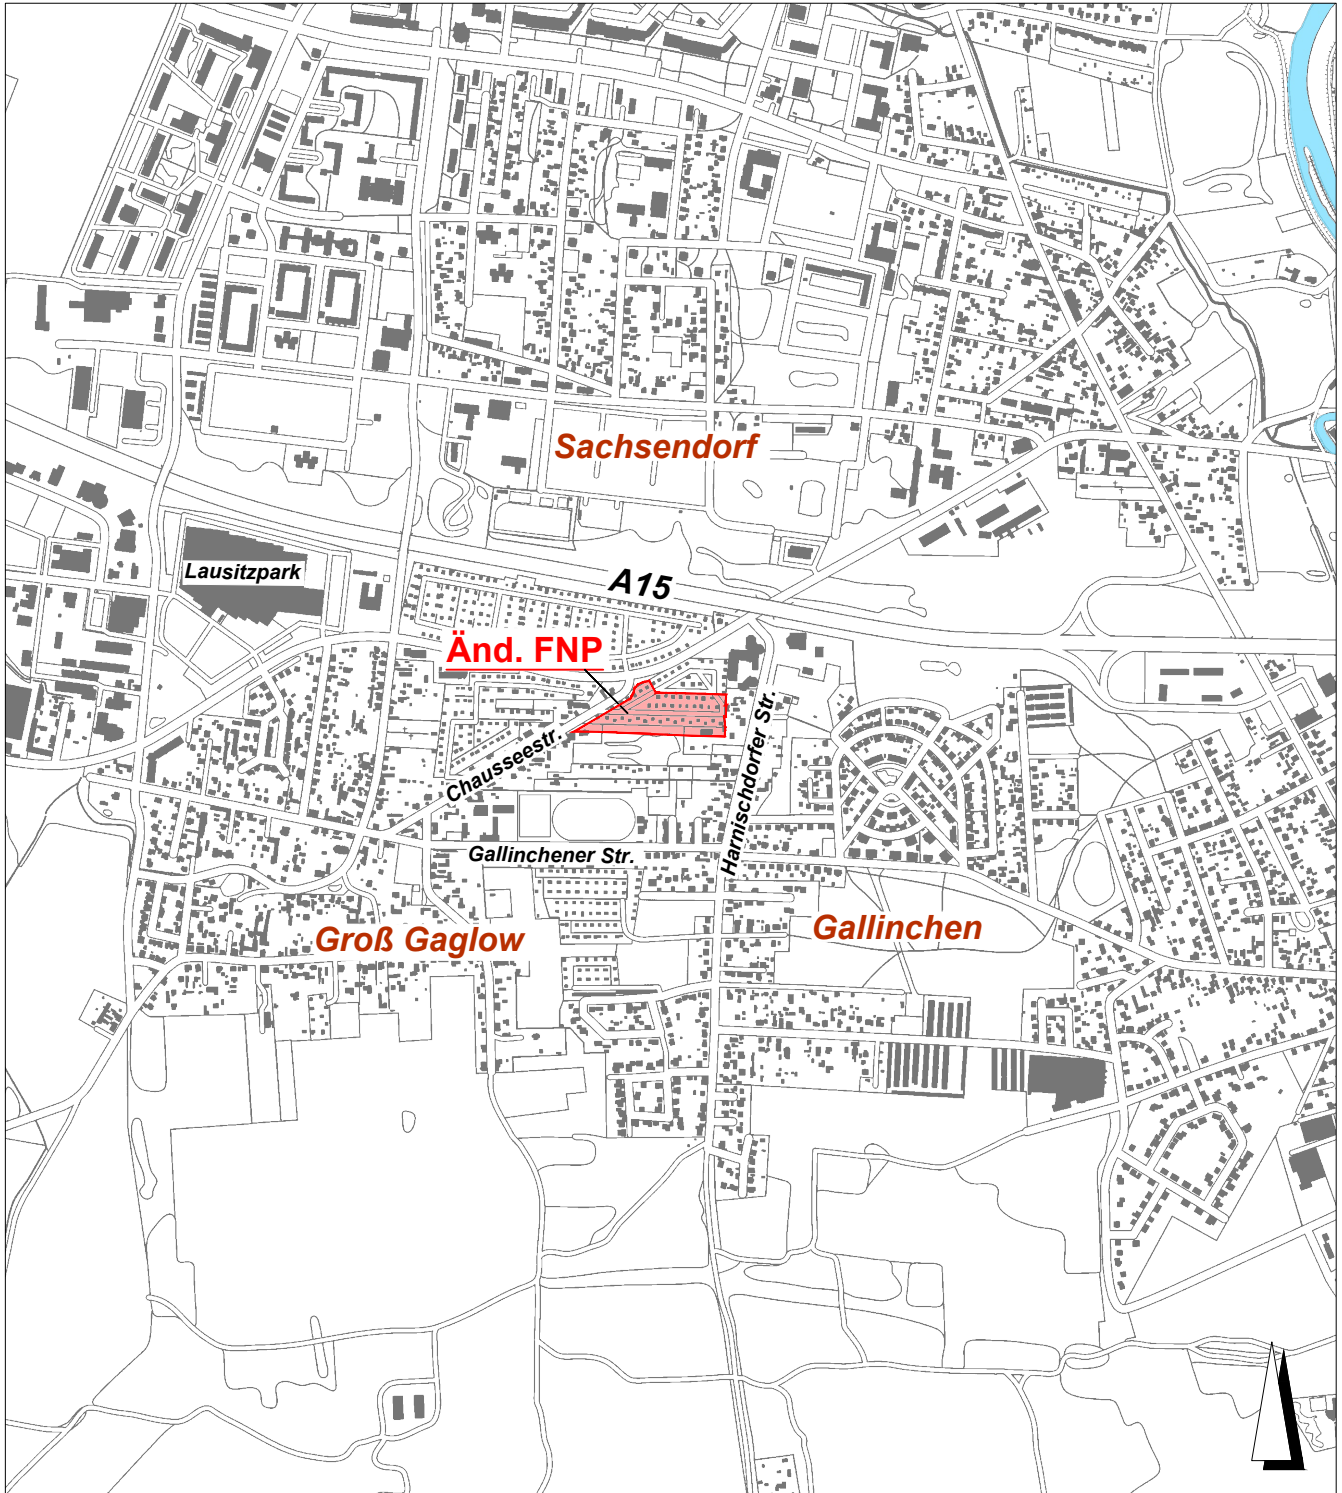 Sachsendorf
Lausitzpark
A15
Änd. FNP
Chausseestr.
Harnischdorfer Str.
Gallinchener Str.
Groß Gaglow
Gallinchen